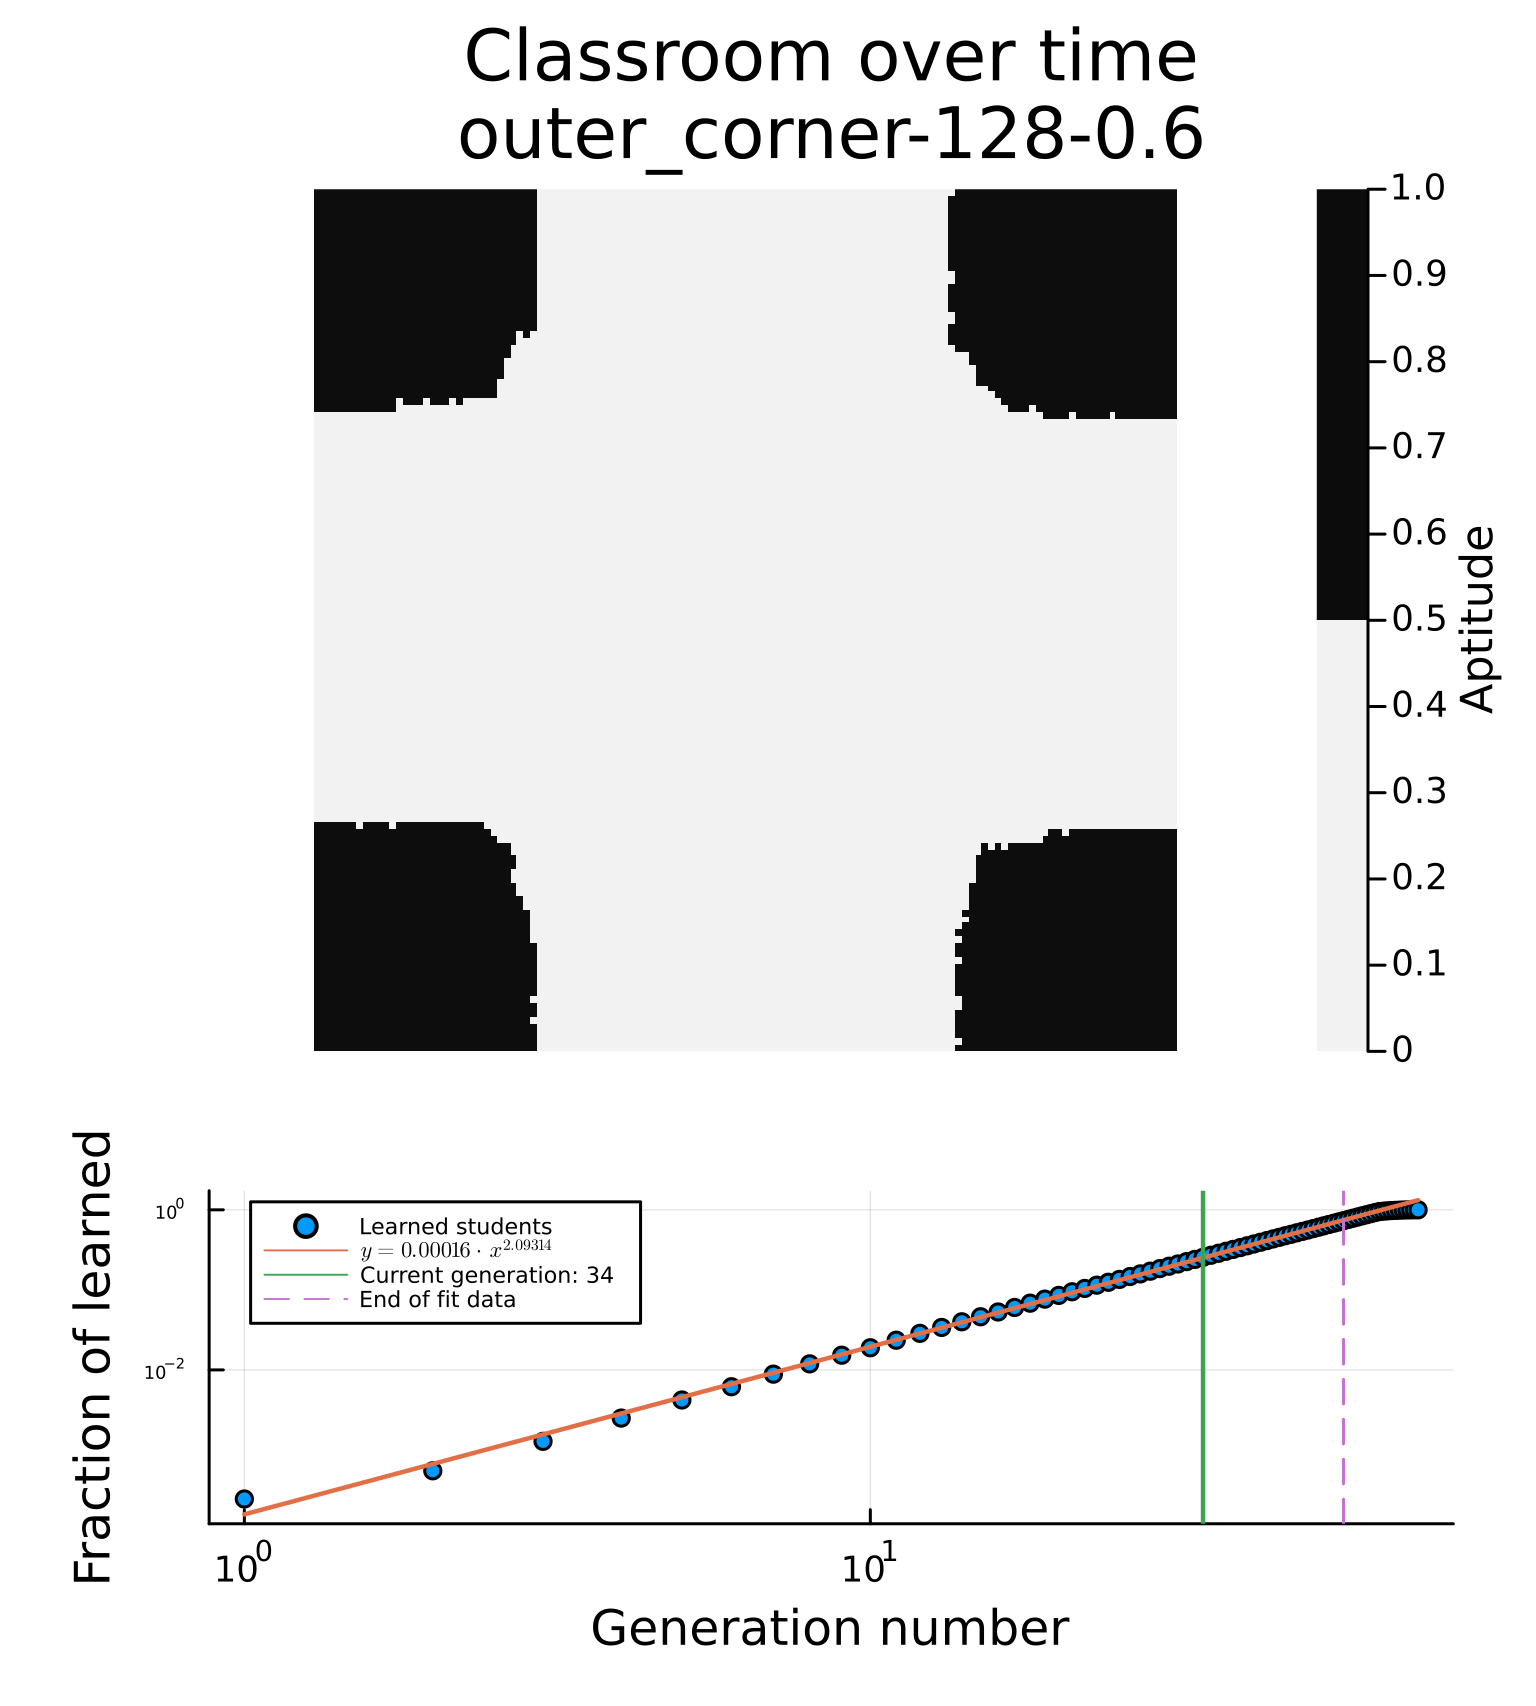 Classroom over time
outer_corner-128-0.6
1.0
0.9
0.8
0.7
0.6
0.5
0.4
0.3
0.2
0.1
0
Aptitude
Fraction of learned
10⁰
10⁻²
Learned students
y = 0.00016 · x^2.09314
Current generation: 34
End of fit data
10⁰
10¹
Generation number